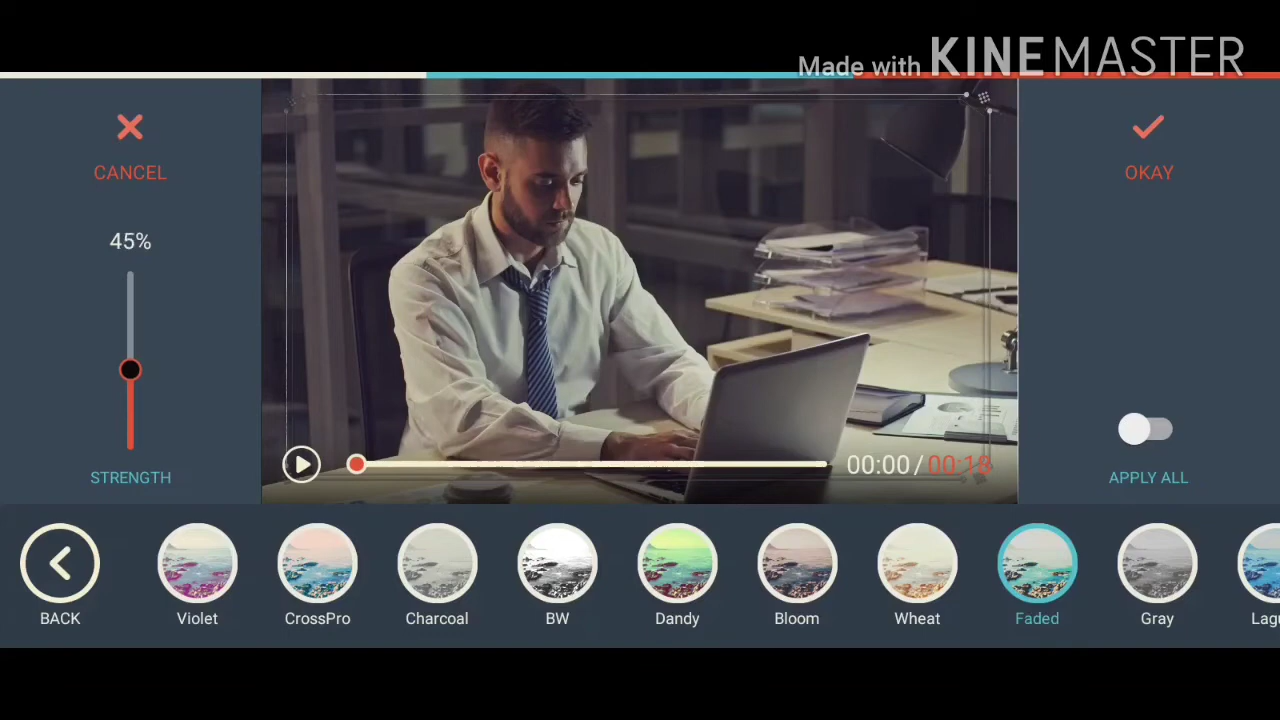 Made with KINEMASTER
CANCEL
OKAY
45%
STRENGTH
00:00 / 00:18
APPLY ALL
BACK
Violet
CrossPro
Charcoal
BW
Dandy
Bloom
Wheat
Faded
Gray